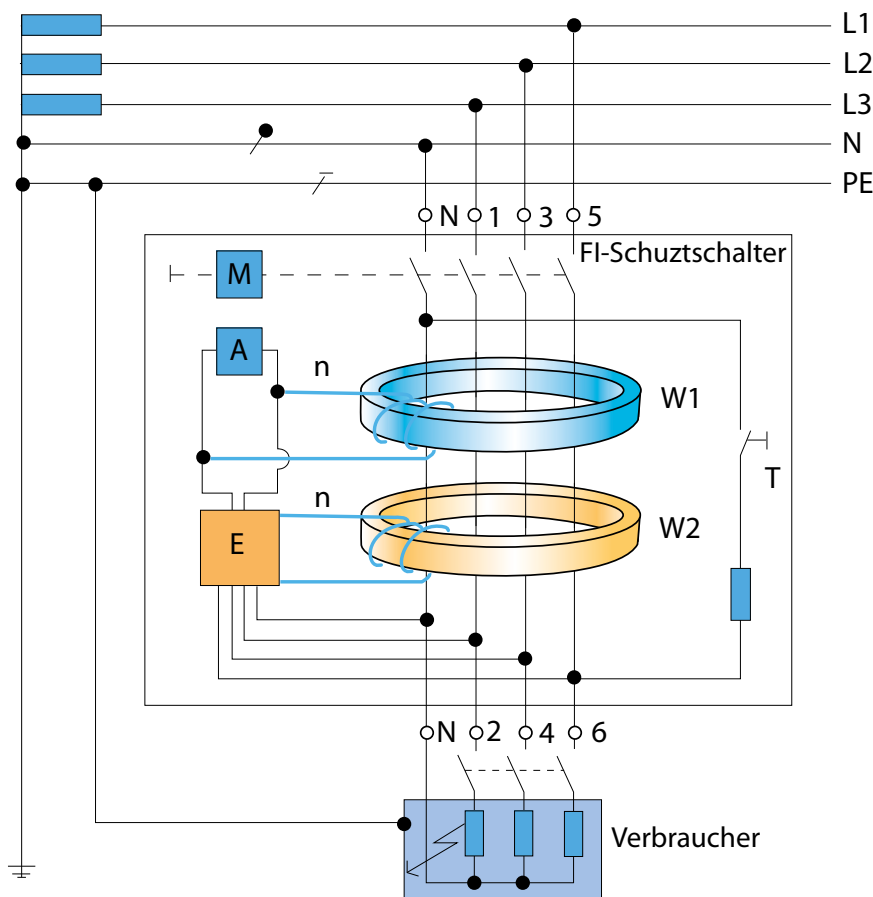 L1
L2
L3
N
PE
N 1 3 5
FI-Schuztschalter
M
A
n
W1
T
n
W2
E
N 2 4 6
Verbraucher